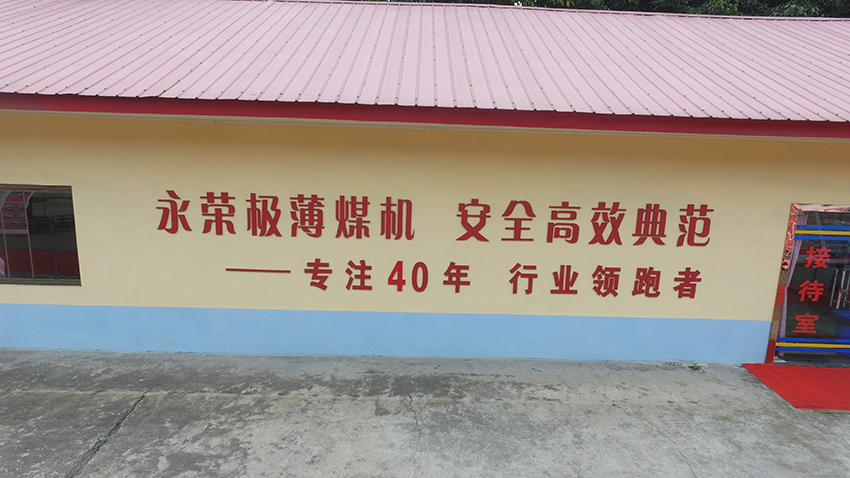 永荣极薄煤机 安全高效典范
——专注40年 行业领跑者
接待室